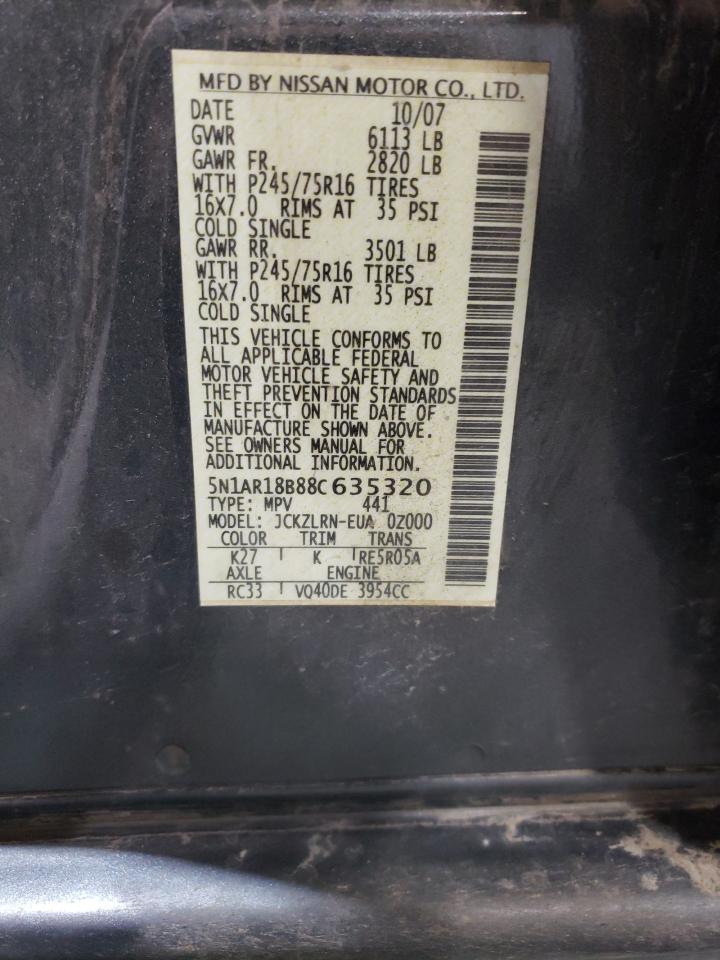 MFD BY NISSAN MOTOR CO., LTD.
DATE 10/07
GVWR 6113 LB
GAWR FR. 2820 LB
WITH P245/75R16 TIRES
16X7.0 RIMS AT 35 PSI
COLD SINGLE
GAWR RR. 3501 LB
WITH P245/75R16 TIRES
16X7.0 RIMS AT 35 PSI
COLD SINGLE
THIS VEHICLE CONFORMS TO
ALL APPLICABLE FEDERAL
MOTOR VEHICLE SAFETY AND
THEFT PREVENTION STANDARDS
IN EFFECT ON THE DATE OF
MANUFACTURE SHOWN ABOVE.
SEE OWNERS MANUAL FOR
ADDITIONAL INFORMATION.
5N1AR18B88C635320
TYPE: MPV 441
MODEL: JCKZLRN-EUA 0Z000
COLOR TRIM TRANS
K27 K RE5R05A
AXLE ENGINE
RC33 VQ40DE 3954CC